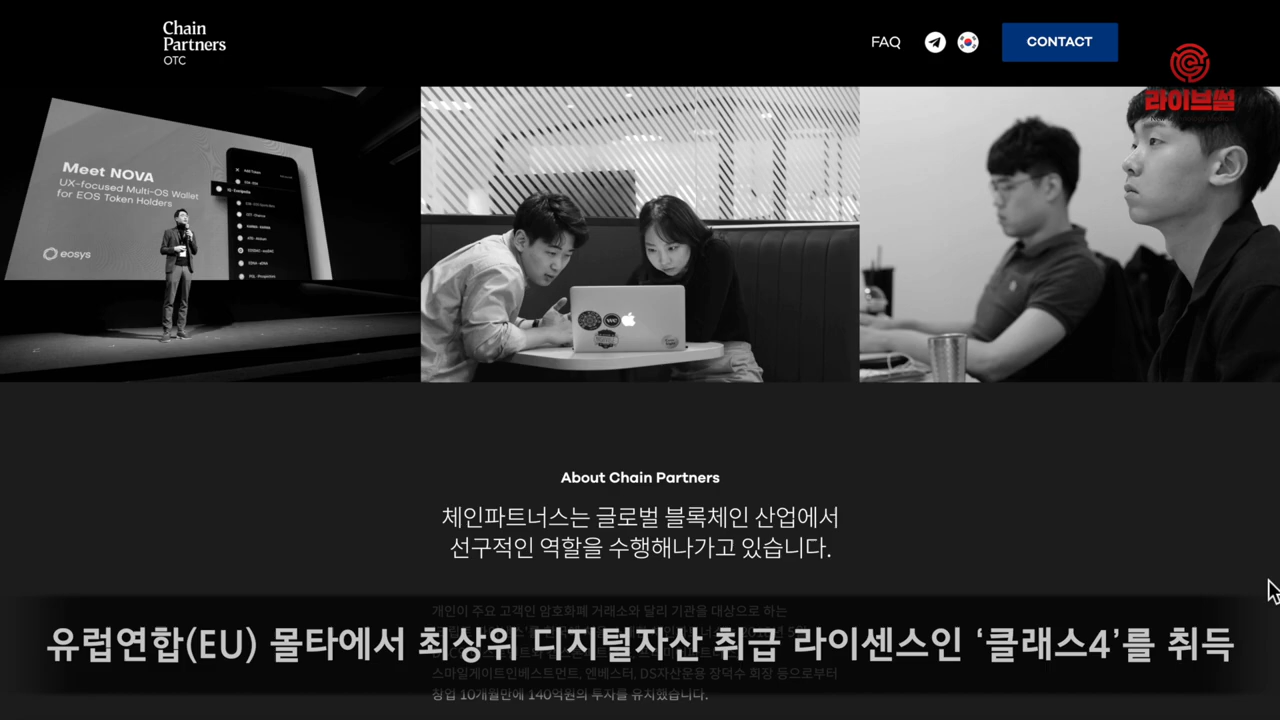 Chain
Partners
OTC
FAQ
CONTACT
라이브썰
Meet NOVA
UX-focused Multi-OS Wallet
for EOS Token Holders
eosys
About Chain Partners
체인파트너스는 글로벌 블록체인 산업에서
선구적인 역할을 수행해나가고 있습니다.
개인이 주요 고객인 암호화폐 거래소와 달리 기관을 대상으로 하는
유럽연합(EU) 몰타에서 최상위 디지털자산 취급 라이센스인 ‘클래스4’를 취득
스마일게이트인베스트먼트, 엔베스터, DS자산운용 장덕수 회장 등으로부터
창업 10개월만에 140억원의 투자를 유치했습니다.